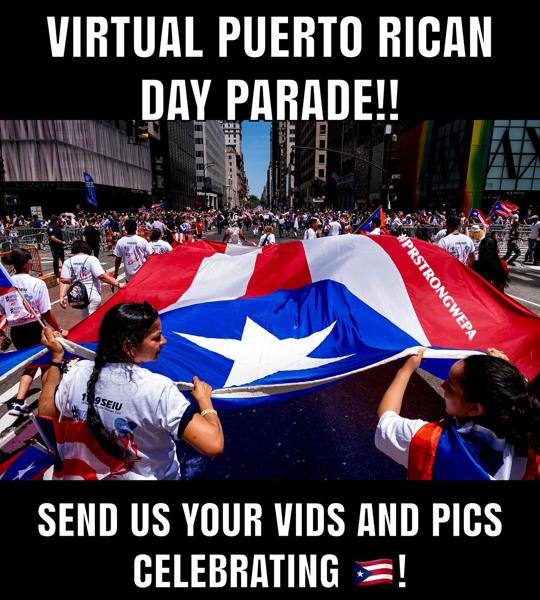 VIRTUAL PUERTO RICAN
DAY PARADE!!
#PRSTRONGWEPA
1199SEIU
SEND US YOUR VIDS AND PICS
CELEBRATING 🇵🇷!